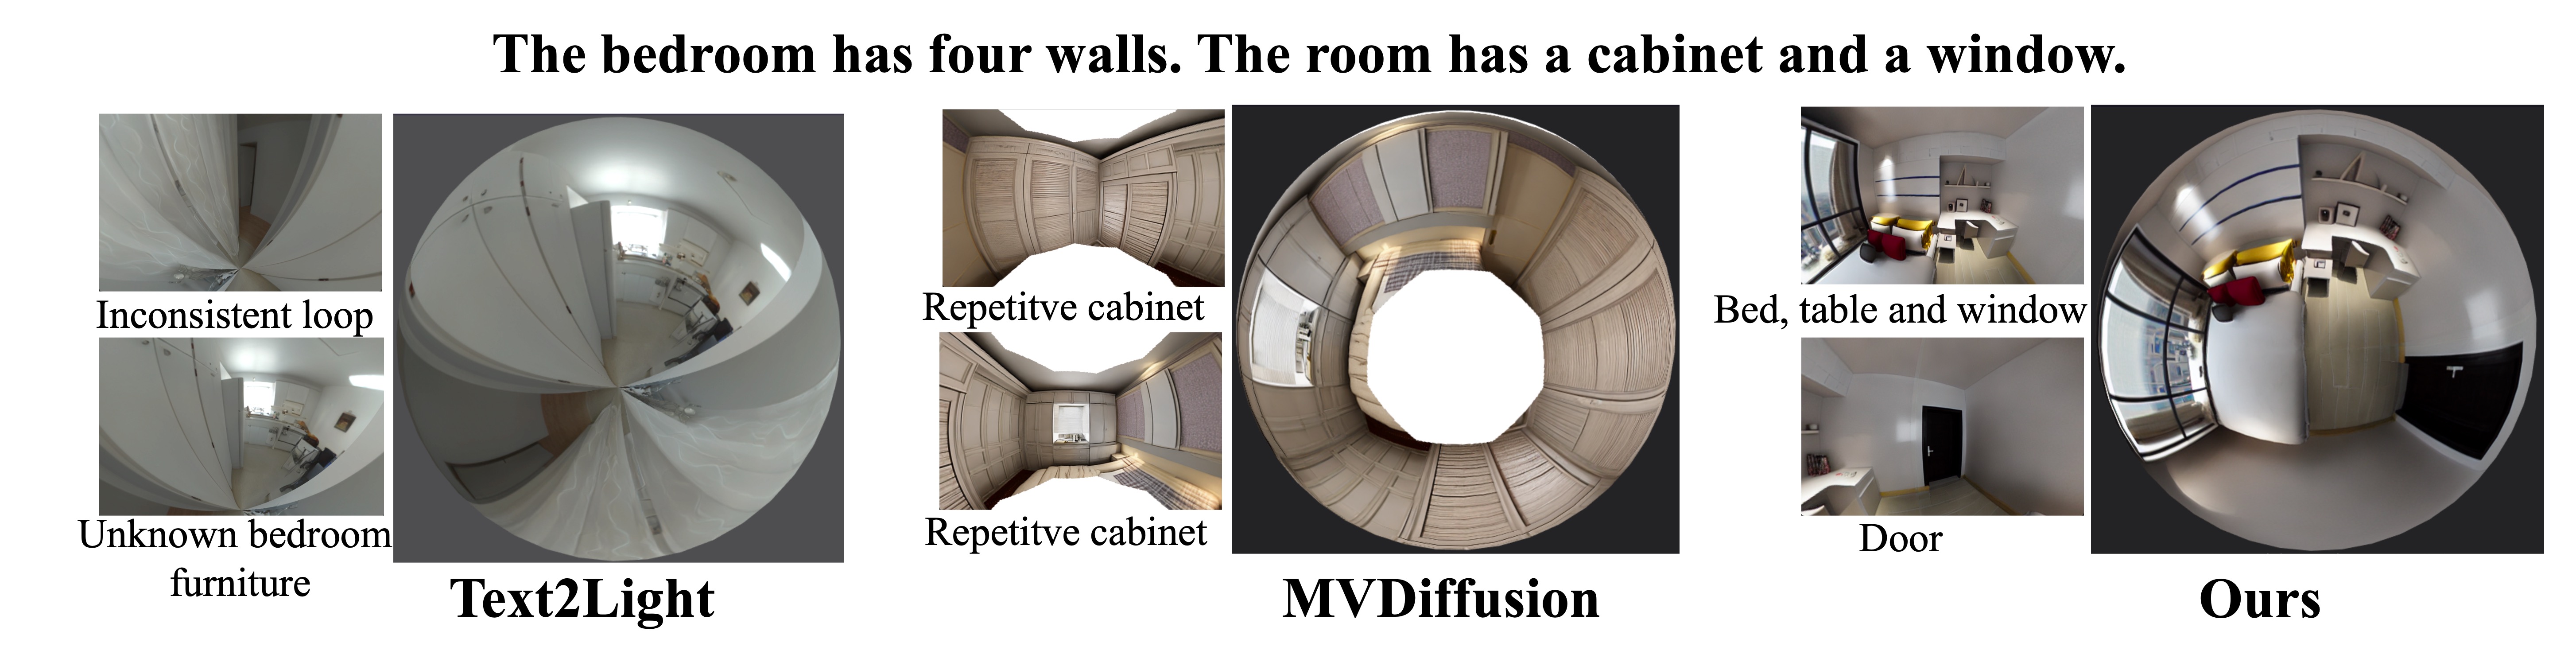 The bedroom has four walls. The room has a cabinet and a window.
Inconsistent loop
Unknown bedroom
furniture
Text2Light
Repetitve cabinet
Repetitve cabinet
MVDiffusion
Bed, table and window
Door
Ours